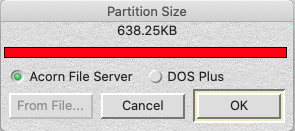 Partition Size
638.25KB
Acorn File Server DOS Plus
From File... Cancel OK